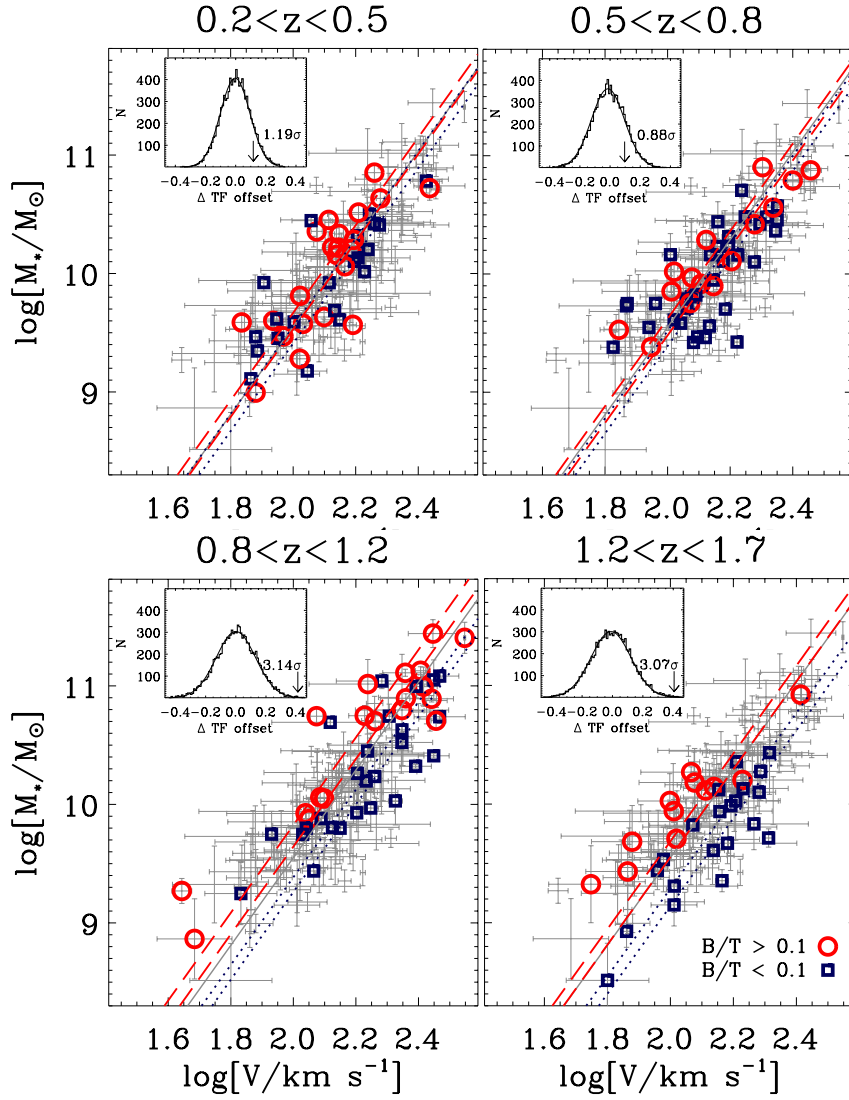 0.2<z<0.5
0.5<z<0.8
400
300
200
100
N
1.19σ
−0.4−0.2 0.0 0.2 0.4
Δ TF offset
400
300
200
100
N
0.88σ
−0.4−0.2 0.0 0.2 0.4
Δ TF offset
log[M*/M☉]
11
10
9
1.6 1.8 2.0 2.2 2.4
1.6 1.8 2.0 2.2 2.4
0.8<z<1.2
1.2<z<1.7
400
300
200
100
N
3.14σ
−0.4−0.2 0.0 0.2 0.4
Δ TF offset
400
300
200
100
N
3.07σ
−0.4−0.2 0.0 0.2 0.4
Δ TF offset
log[M*/M☉]
11
10
9
B/T > 0.1
B/T < 0.1
1.6 1.8 2.0 2.2 2.4
1.6 1.8 2.0 2.2 2.4
log[V/km s⁻¹]
log[V/km s⁻¹]